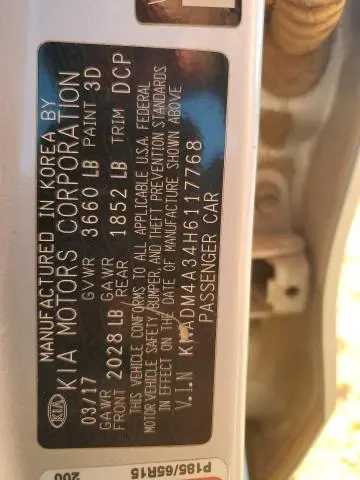 MANUFACTURED IN KOREA BY
KIA KIA MOTORS CORPORATION
03/17 GVWR 3660 LB PAINT 3D
GAWR FRONT 2028 LB GAWR REAR 1852 LB TRIM DCP
THIS VEHICLE CONFORMS TO ALL APPLICABLE U.S.A. FEDERAL
MOTOR VEHICLE SAFETY, BUMPER, AND THEFT PREVENTION STANDARDS
IN EFFECT ON THE DATE OF MANUFACTURE SHOWN ABOVE
V.I.N
PASSENGER CAR
P185/65R15
200